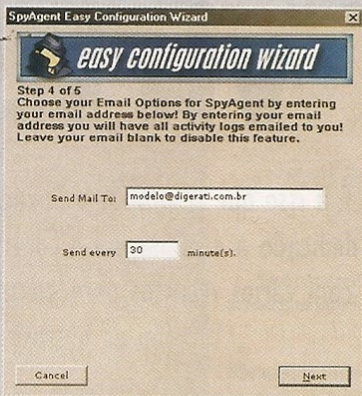 SpyAgent Easy Configuration Wizard
easy configuration wizard
Step 4 of 5
Choose your Email Options for SpyAgent by entering
your email address below! By entering your email
address you will have all activity logs emailed to you!
Leave your email blank to disable this feature.
Send Mail To: modelo@digerati.com.br
Send every 30 minute(s).
Cancel Next